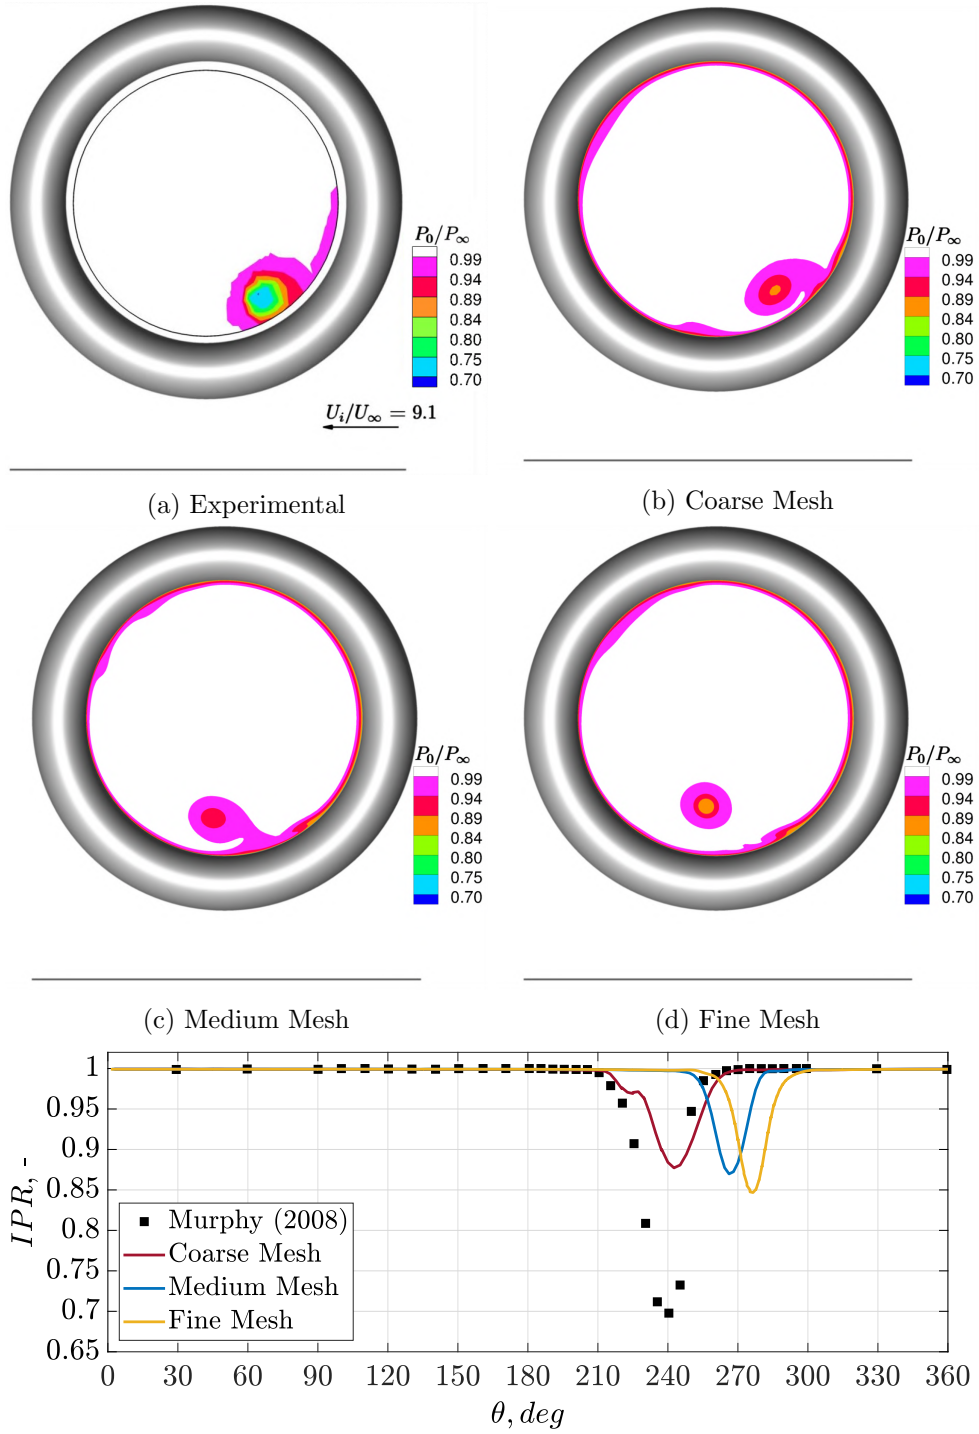 P₀/P∞
0.99
0.94
0.89
0.84
0.80
0.75
0.70
U_i/U∞ = 9.1
(a) Experimental
P₀/P∞
0.99
0.94
0.89
0.84
0.80
0.75
0.70
(b) Coarse Mesh
P₀/P∞
0.99
0.94
0.89
0.84
0.80
0.75
0.70
(c) Medium Mesh
P₀/P∞
0.99
0.94
0.89
0.84
0.80
0.75
0.70
(d) Fine Mesh
1
0.95
0.9
0.85
0.8
0.75
0.7
0.65
IPR, -
Murphy (2008)
Coarse Mesh
Medium Mesh
Fine Mesh
0 30 60 90 120 150 180 210 240 270 300 330 360
θ, deg